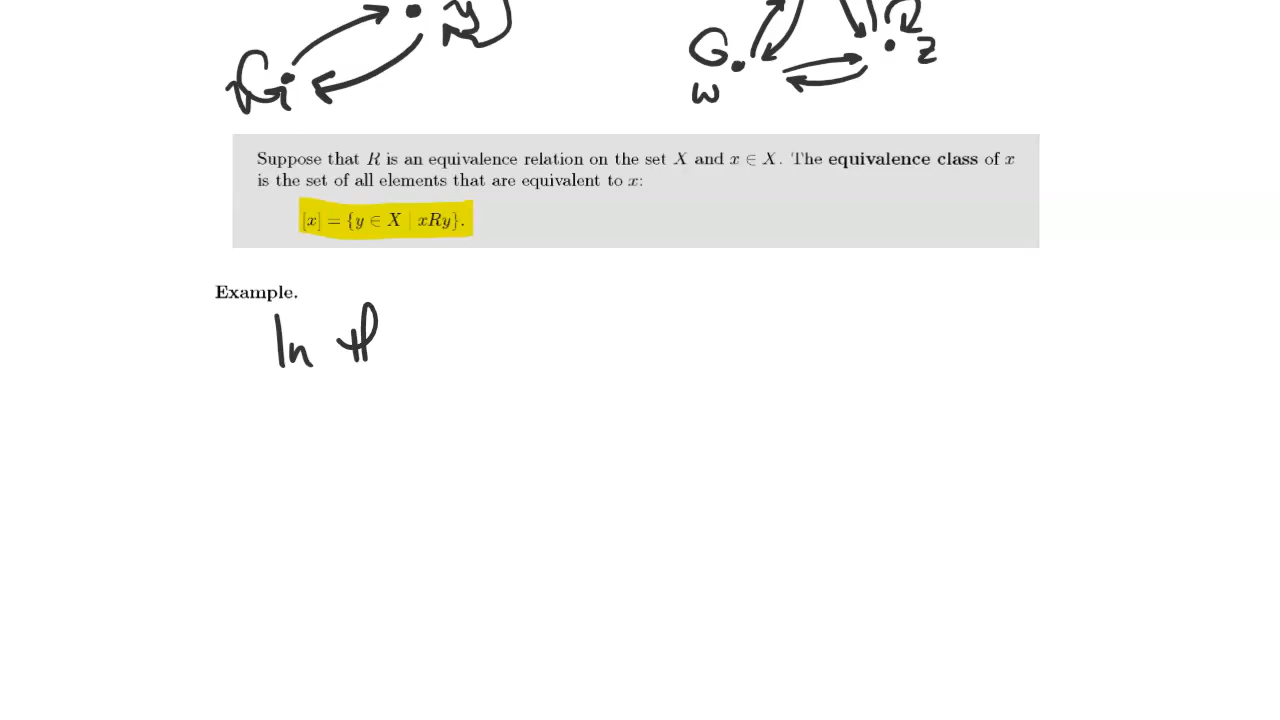 y
z
w
Suppose that R is an equivalence relation on the set X and x ∈ X. The equivalence class of x
is the set of all elements that are equivalent to x:
[x] = {y ∈ X | xRy}.
Example.
In